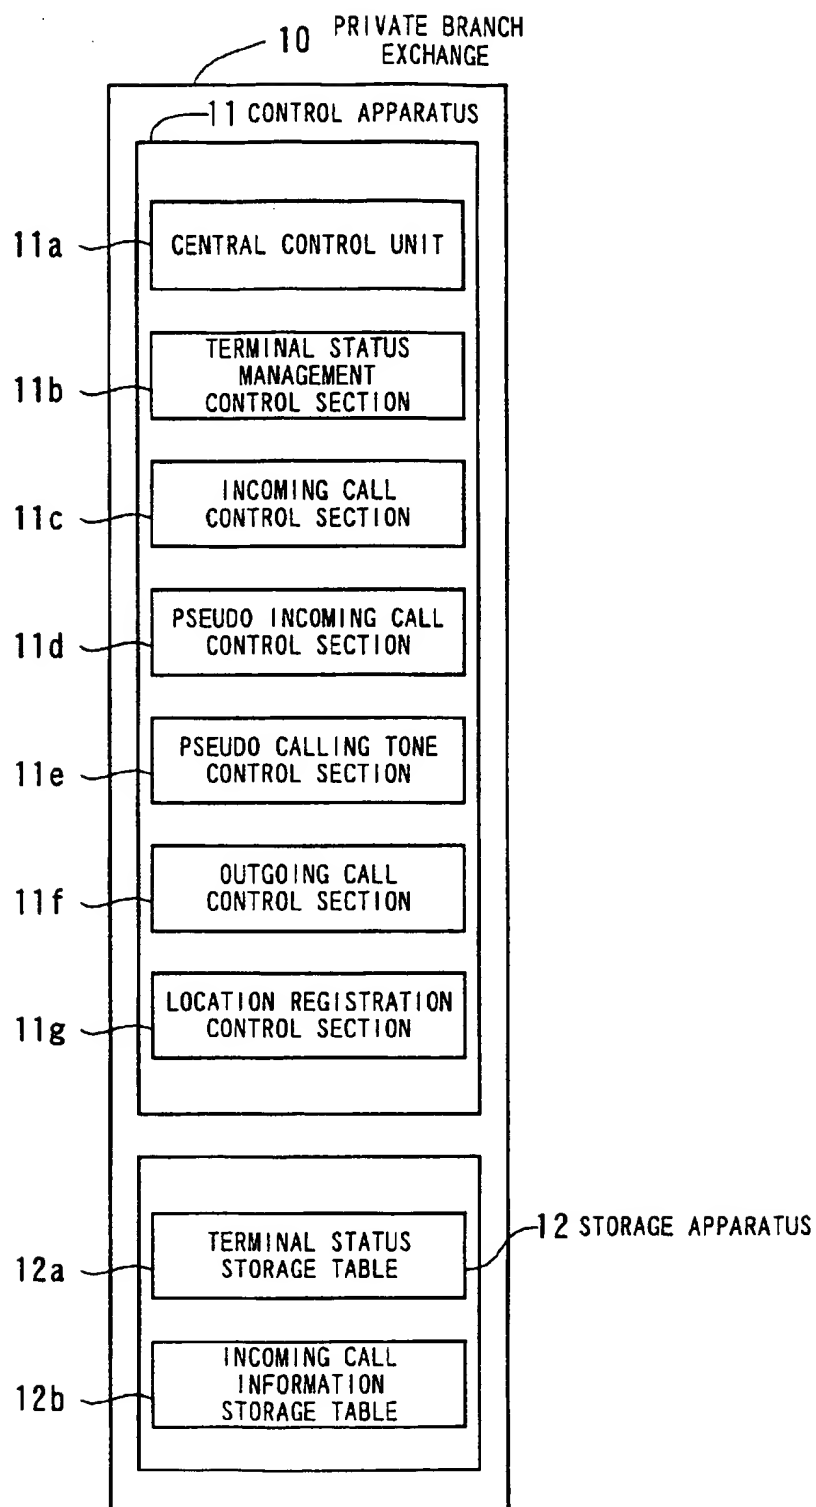 10 PRIVATE BRANCH
EXCHANGE
11 CONTROL APPARATUS
11a CENTRAL CONTROL UNIT
11b TERMINAL STATUS
MANAGEMENT
CONTROL SECTION
11c INCOMING CALL
CONTROL SECTION
11d PSEUDO INCOMING CALL
CONTROL SECTION
11e PSEUDO CALLING TONE
CONTROL SECTION
11f OUTGOING CALL
CONTROL SECTION
11g LOCATION REGISTRATION
CONTROL SECTION
12 STORAGE APPARATUS
12a TERMINAL STATUS
STORAGE TABLE
12b INCOMING CALL
INFORMATION
STORAGE TABLE